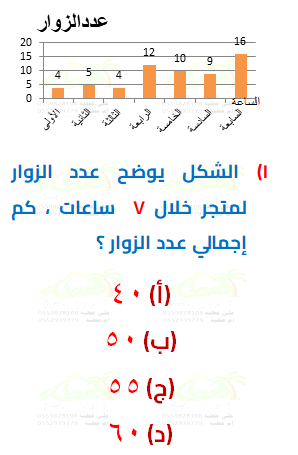 عددالزوار
20
15
10
5
0
4 5 4 12 10 9 16
الأولى الثانية الثالثة الرابعة الخامسة السادسة السابعة
الساعة
١) الشكل يوضح عدد الزوار
لمتجر خلال ٧ ساعات ، كم
إجمالي عدد الزوار ؟
(أ) ٤٠
(ب) ٥٠
(ج) ٥٥
(د) ٦٠